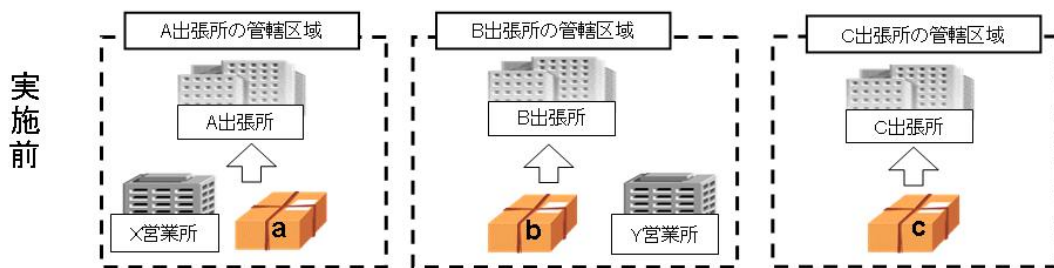 実施前
A出張所の管轄区域
B出張所の管轄区域
C出張所の管轄区域
A出張所
B出張所
C出張所
X営業所
a
b
Y営業所
c